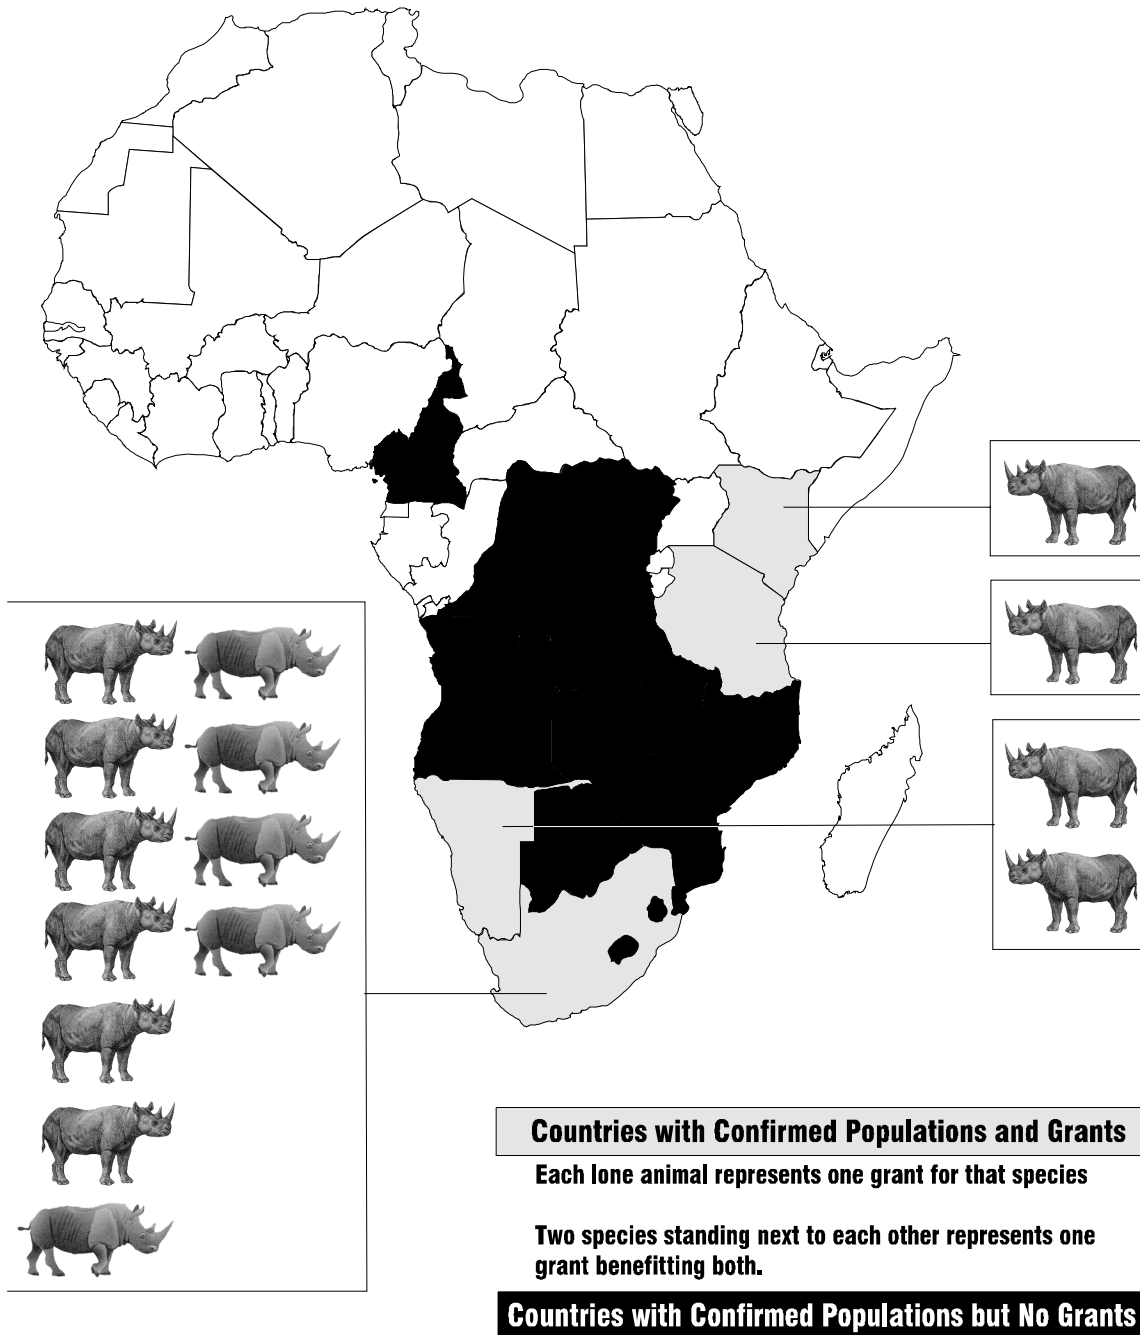 Countries with Confirmed Populations and Grants
Each lone animal represents one grant for that species
Two species standing next to each other represents one
grant benefitting both.
Countries with Confirmed Populations but No Grants